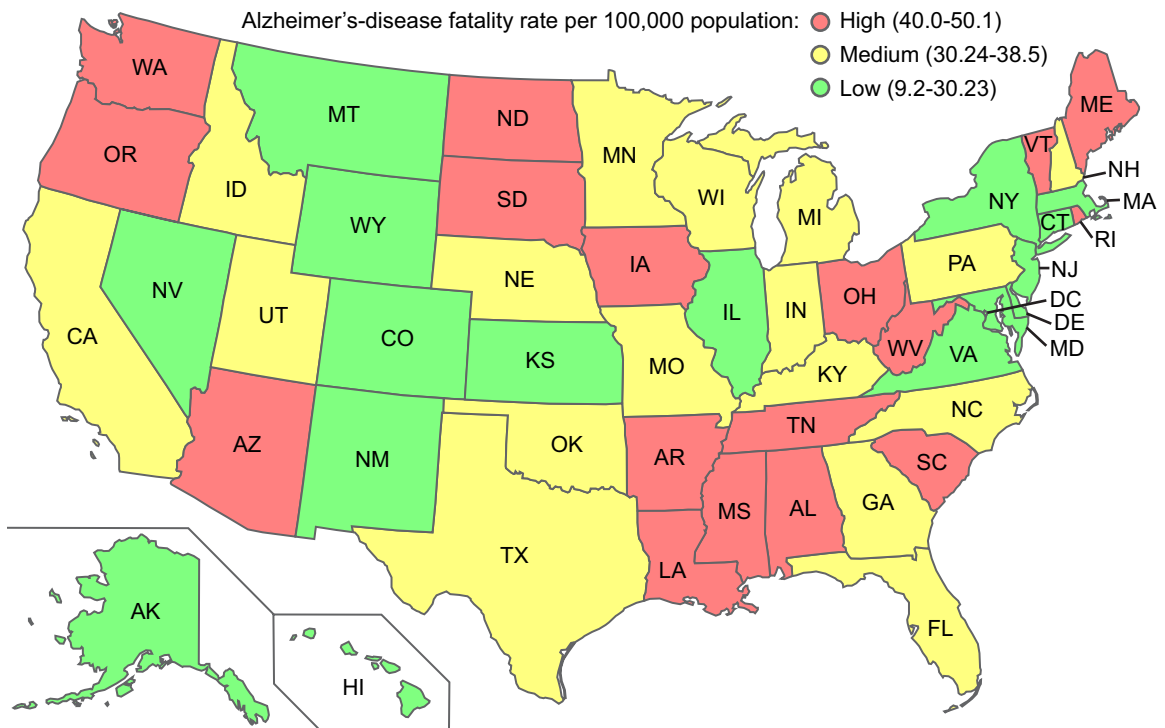 Alzheimer's-disease fatality rate per 100,000 population:
High (40.0-50.1)
Medium (30.24-38.5)
Low (9.2-30.23)
WA
MT
ND
ME
OR
MN
VT
ID
SD
WI
NH
WY
MI
NY
MA
CT
RI
IA
NE
PA
NJ
NV
OH
UT
IL
IN
DC
CA
CO
DE
WV
MD
KS
MO
VA
KY
NC
TN
AZ
OK
NM
AR
SC
MS
AL
GA
TX
LA
AK
FL
HI